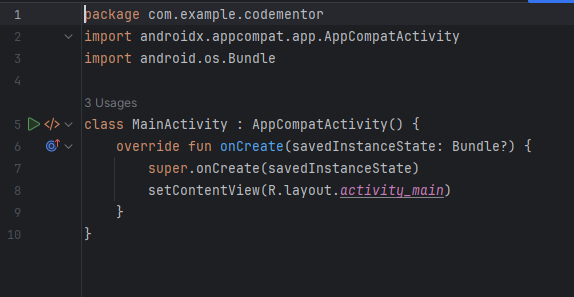 1 package com.example.codementor
2 import androidx.appcompat.app.AppCompatActivity
3 import android.os.Bundle
4
3 Usages
5 class MainActivity : AppCompatActivity() {
6 override fun onCreate(savedInstanceState: Bundle?) {
7 super.onCreate(savedInstanceState)
8 setContentView(R.layout.activity_main)
9 }
10 }